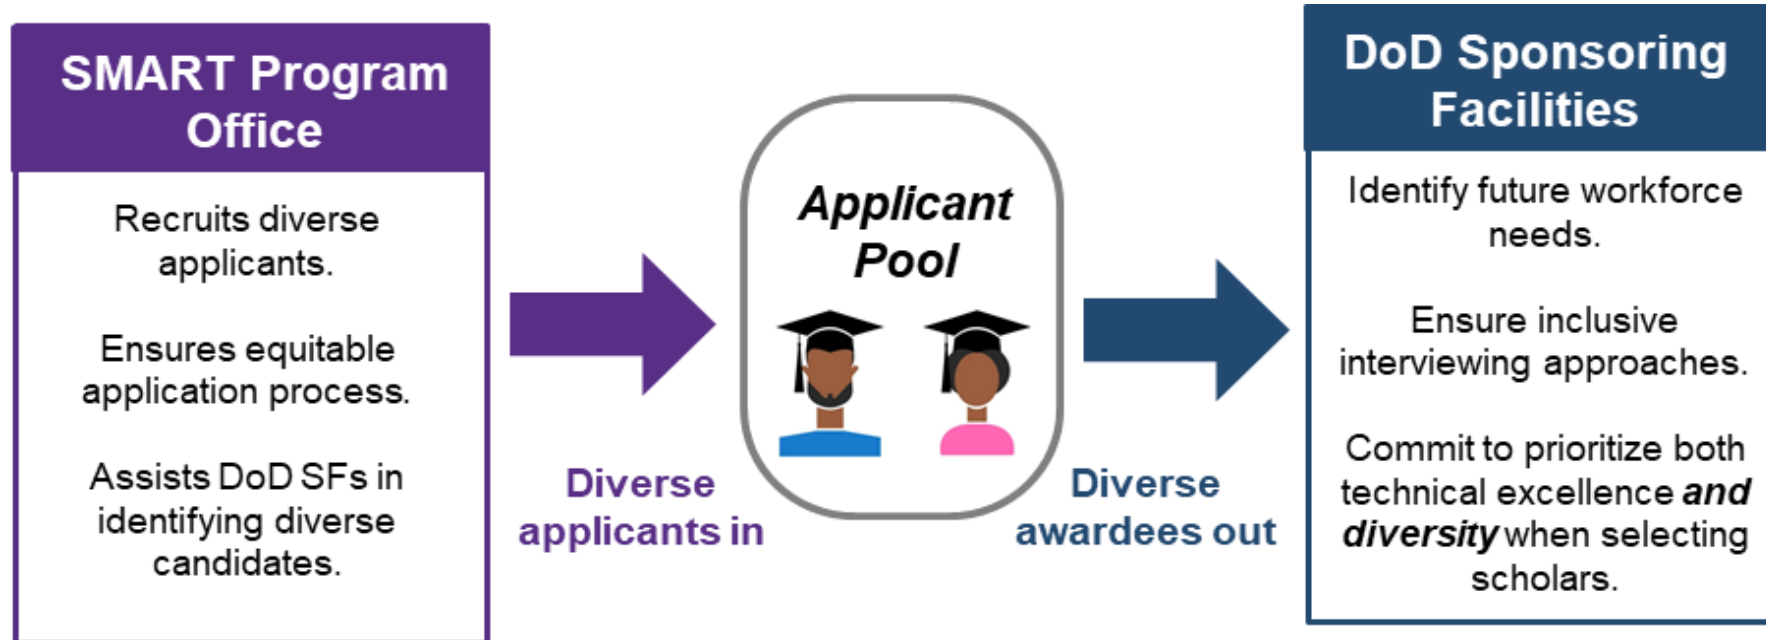 SMART Program
Office
Recruits diverse
applicants.
Ensures equitable
application process.
Assists DoD SFs in
identifying diverse
candidates.
Diverse
applicants in
Applicant
Pool
Diverse
awardees out
DoD Sponsoring
Facilities
Identify future workforce
needs.
Ensure inclusive
interviewing approaches.
Commit to prioritize both
technical excellence and
diversity when selecting
scholars.